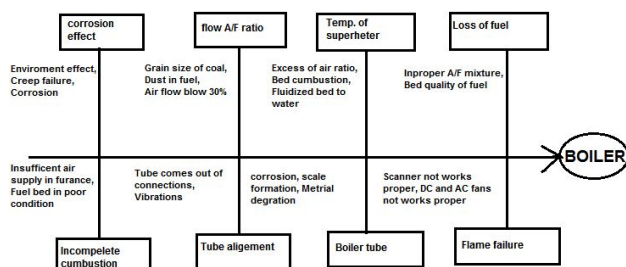 corrosion effect
flow A/F ratio
Temp. of
superheter
Loss of fuel
Enviroment effect,
Creep failure,
Corrosion
Grain size of coal,
Dust in fuel,
Air flow blow 30%
Excess of air ratio,
Bed cumbustion,
Fluidized bed to
water
Inproper A/F mixture,
Bed quality of fuel
BOILER
Insufficent air
supply in furance,
Fuel bed in poor
condition
Tube comes out of
connections,
Vibrations
corrosion, scale
formation, Metrial
degration
Scanner not works
proper, DC and AC fans
not works proper
Incompelete
cumbustion
Tube aligement
Boiler tube
Flame failure